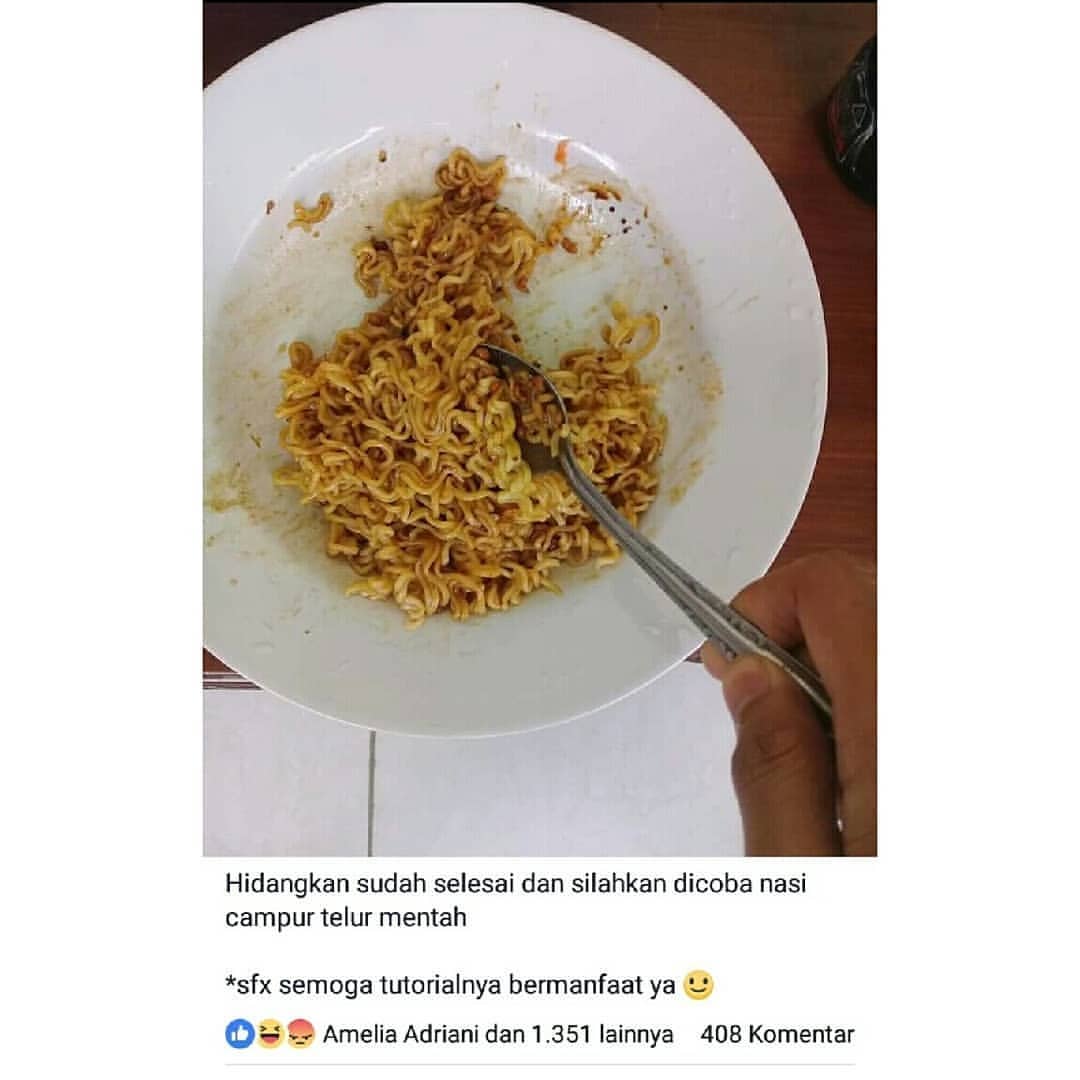 Hidangkan sudah selesai dan silahkan dicoba nasi
campur telur mentah
*sfx semoga tutorialnya bermanfaat ya 🙂
Amelia Adriani dan 1.351 lainnya 408 Komentar